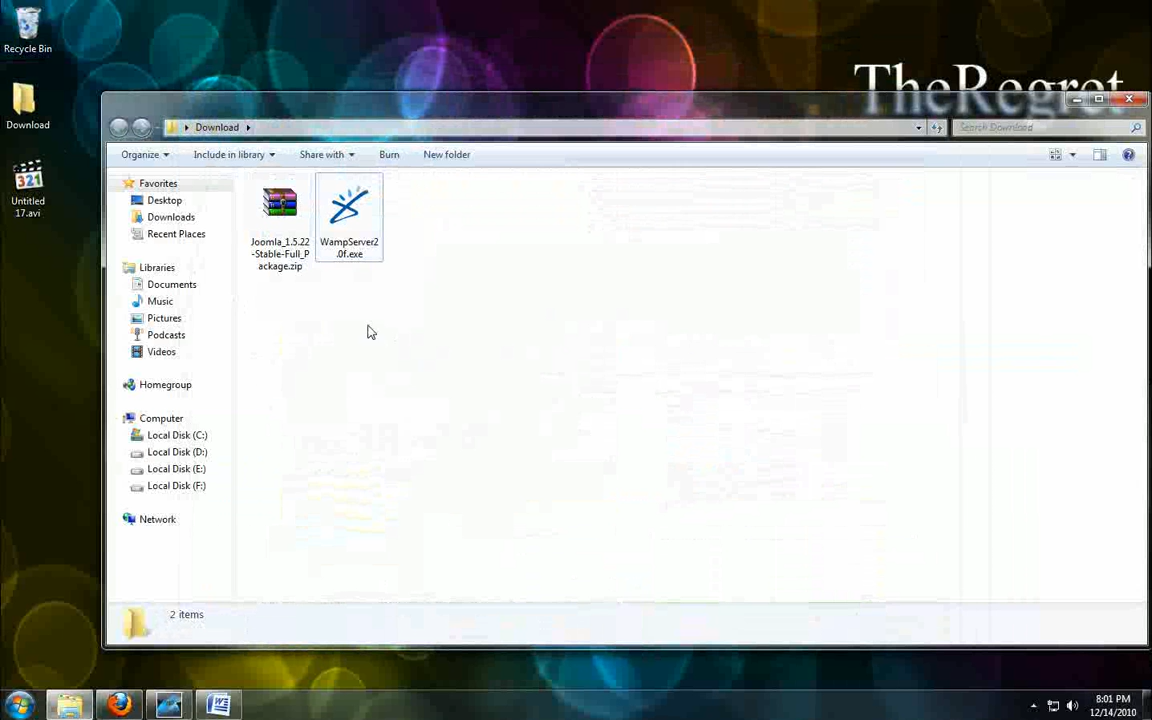 Recycle Bin
Download
Untitled
17.avi
TheRegret
Download
Search Download
Organize
Include in library
Share with
Burn
New folder
Favorites
Desktop
Downloads
Recent Places
Libraries
Documents
Music
Pictures
Podcasts
Videos
Homegroup
Computer
Local Disk (C:)
Local Disk (D:)
Local Disk (E:)
Local Disk (F:)
Network
Joomla_1.5.22
-Stable-Full_P
ackage.zip
WampServer2
.0f.exe
2 items
8:01 PM
12/14/2010